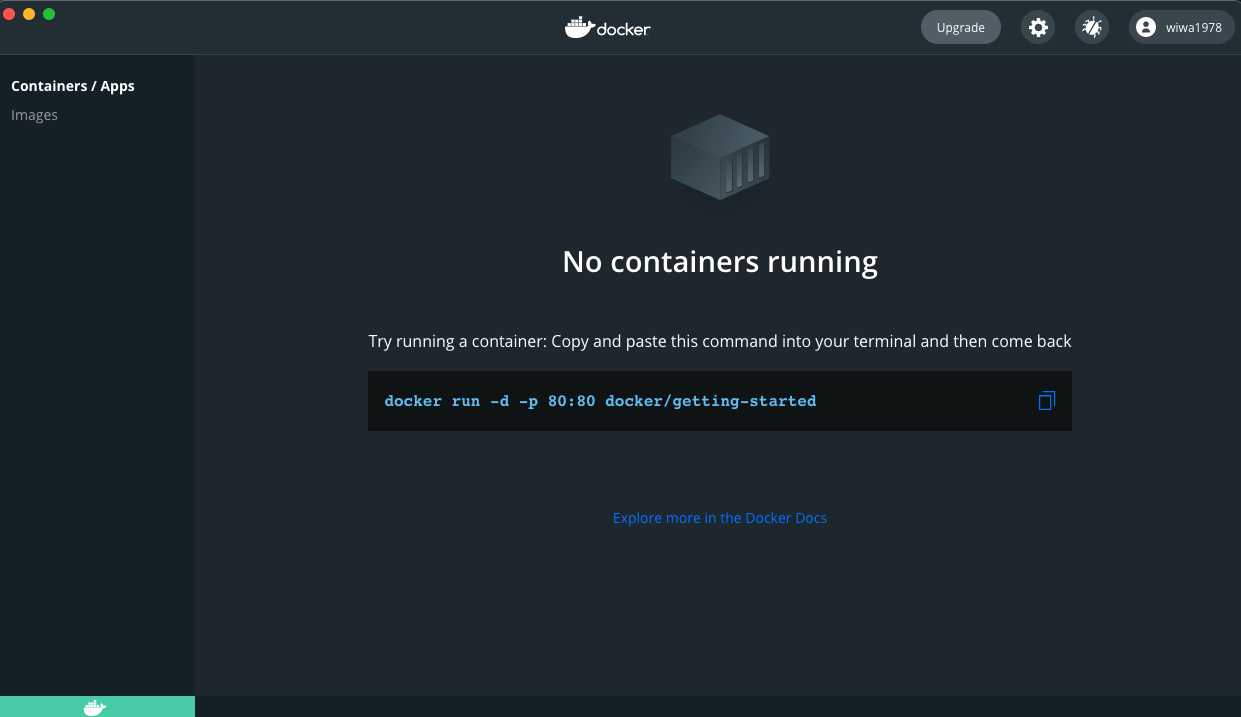 docker
Upgrade
wiwa1978
Containers / Apps
Images
No containers running
Try running a container: Copy and paste this command into your terminal and then come back
docker run -d -p 80:80 docker/getting-started
Explore more in the Docker Docs